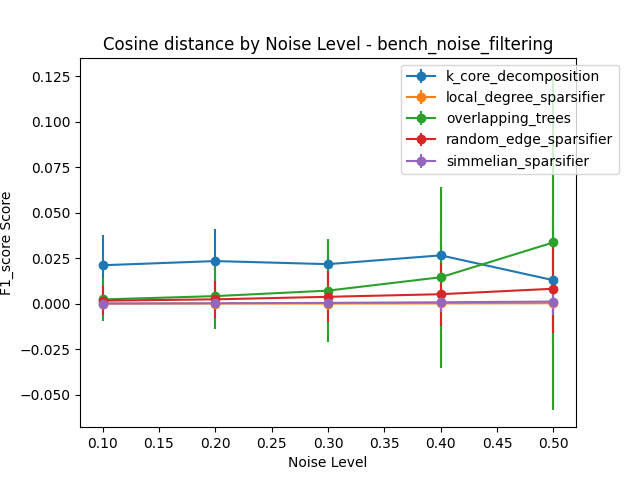 Cosine distance by Noise Level - bench_noise_filtering
k_core_decomposition
local_degree_sparsifier
overlapping_trees
random_edge_sparsifier
simmelian_sparsifier
F1_score Score
0.125
0.100
0.075
0.050
0.025
0.000
−0.025
−0.050
0.10 0.15 0.20 0.25 0.30 0.35 0.40 0.45 0.50
Noise Level